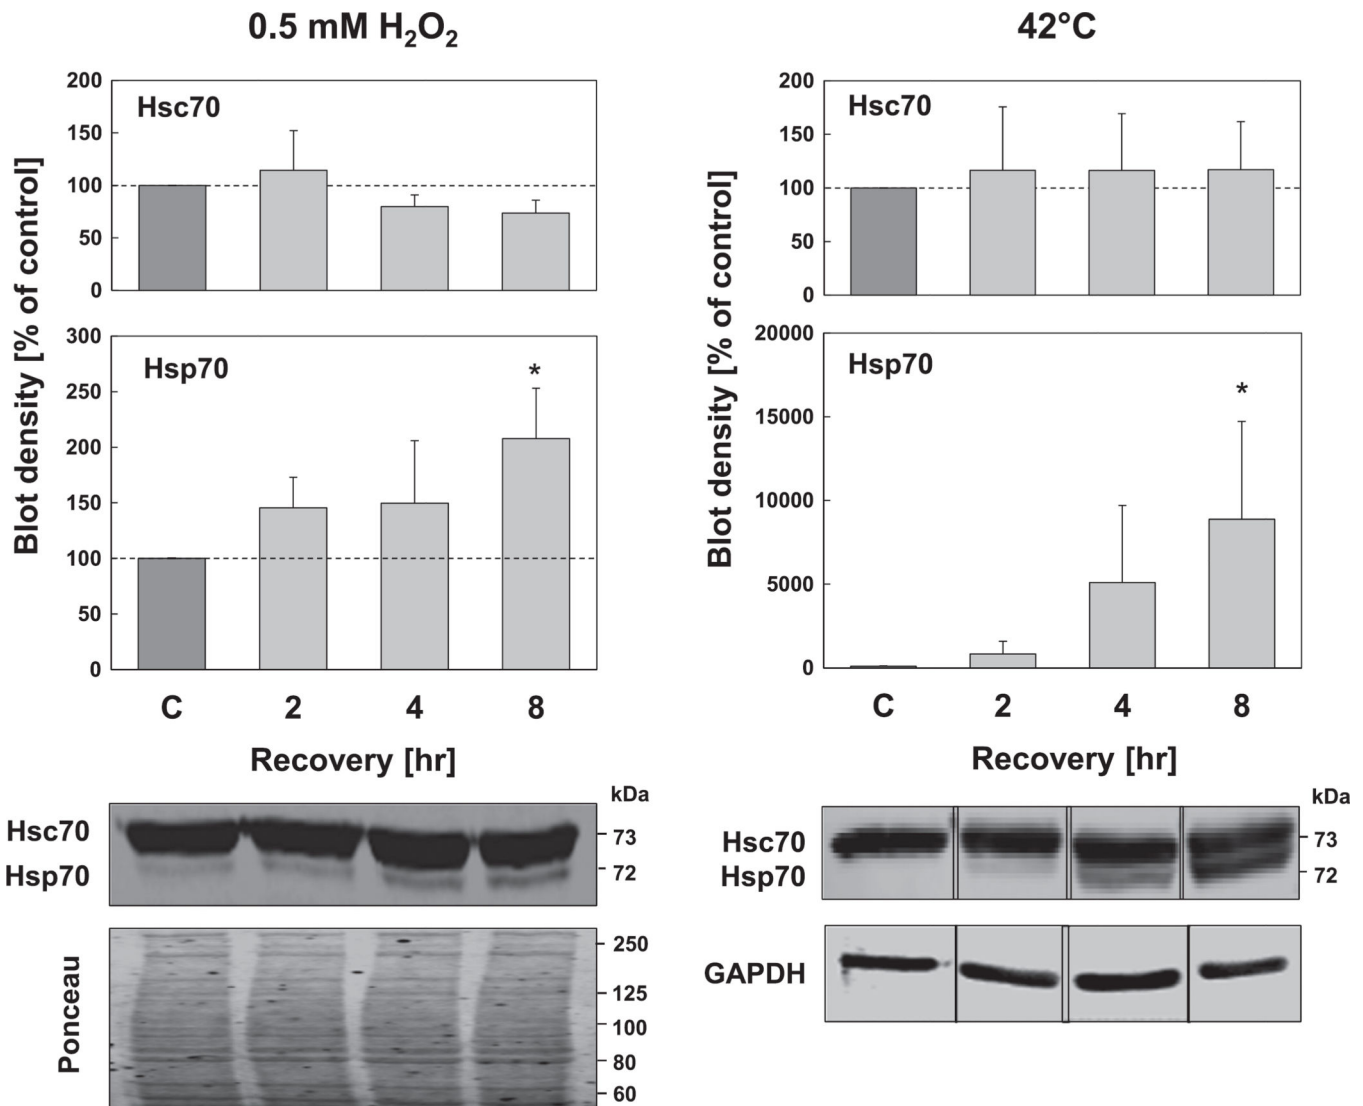 0.5 mM H₂O₂
Blot density [% of control]
200
150
100
50
0
Hsc70
300
250
200
150
100
50
0
Hsp70
*
C 2 4 8
Recovery [hr]
kDa
Hsc70
Hsp70
73
72
Ponceau
250
125
100
80
60
42°C
Blot density [% of control]
200
150
100
50
0
Hsc70
20000
15000
10000
5000
0
Hsp70
*
C 2 4 8
Recovery [hr]
kDa
Hsc70
Hsp70
73
72
GAPDH